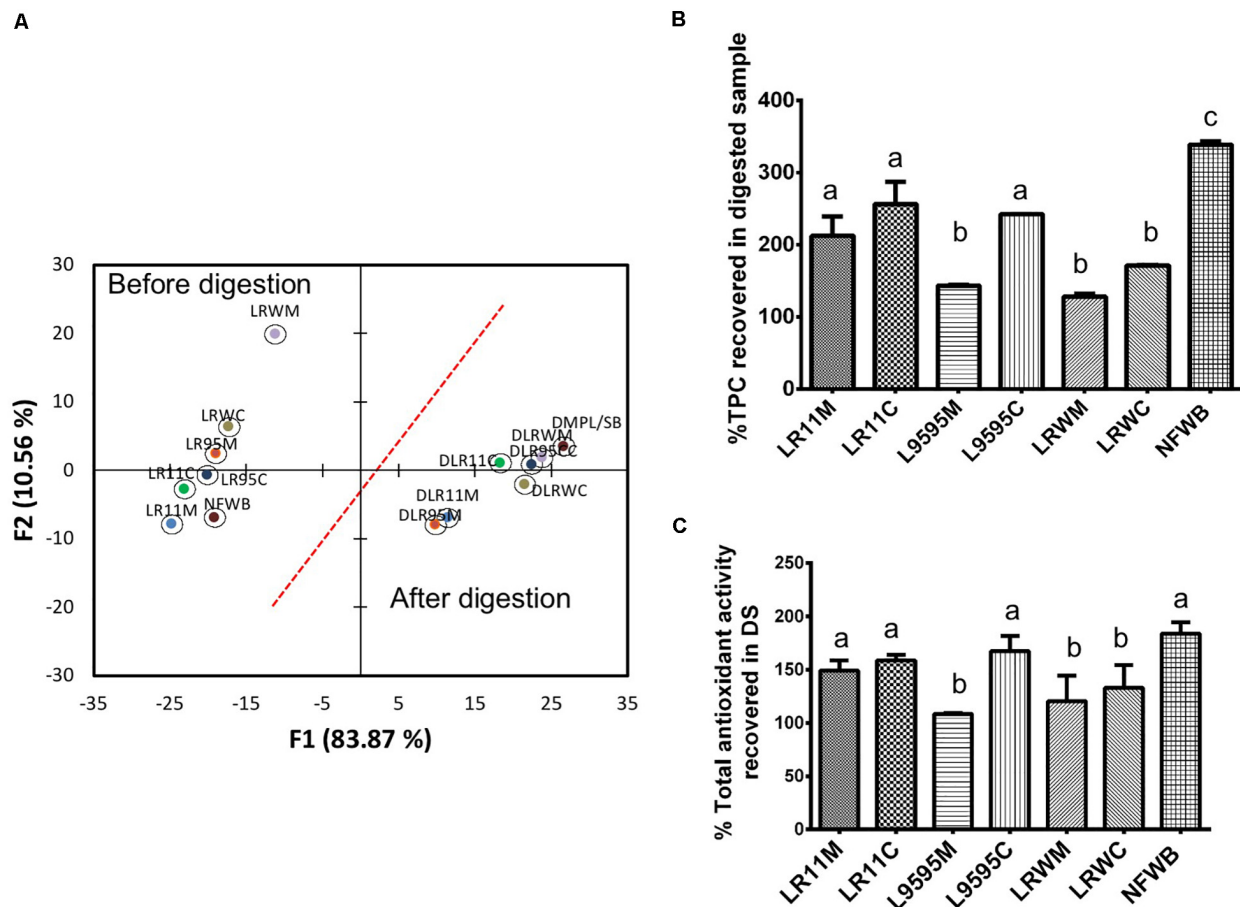 A
30
20
10
0
-10
-20
-30
-35
-25
-15
-5
5
15
25
35
F2 (10.56 %)
F1 (83.87 %)
Before digestion
LRWM
LRWC
LR95M
LR11C
LR95C
LR11M
NFWB
DMPL/SB
DLRWM
DLR11C
DLRWC
DLR11M
DLR95M
After digestion
B
%TPC recovered in digested sample
400
300
200
100
0
a
a
b
a
b
b
c
LR11M
LR11C
L9595M
L9595C
LRWM
LRWC
NFWB
C
% Total antioxidant activity
recovered in DS
250
200
150
100
50
0
a
a
b
a
b
b
a
LR11M
LR11C
L9595M
L9595C
LRWM
LRWC
NFWB